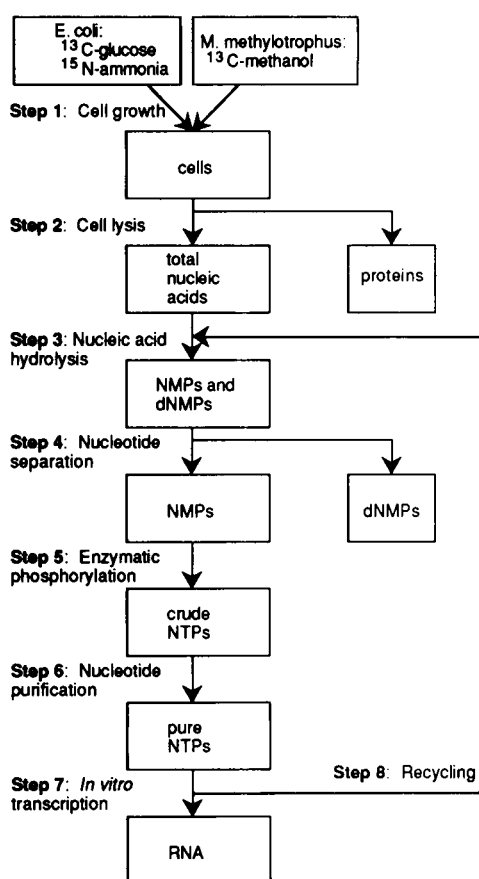 E. coli:
¹³C-glucose
¹⁵N-ammonia
M. methylotrophus:
¹³C-methanol
Step 1: Cell growth
cells
Step 2: Cell lysis
total
nucleic
acids
proteins
Step 3: Nucleic acid
hydrolysis
NMPs and
dNMPs
Step 4: Nucleotide
separation
NMPs
dNMPs
Step 5: Enzymatic
phosphorylation
crude
NTPs
Step 6: Nucleotide
purification
pure
NTPs
Step 7: In vitro
transcription
Step 8: Recycling
RNA